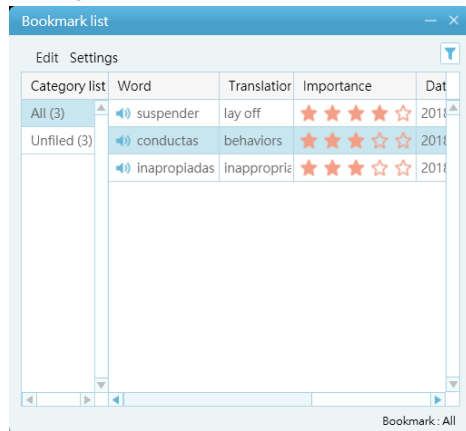 Bookmark list
Edit Settings
Category list Word Translation Importance Dat
All (3) suspender lay off 2018
Unfiled (3) conductas behaviors 2018
inapropiadas inappropria 2018
Bookmark : All